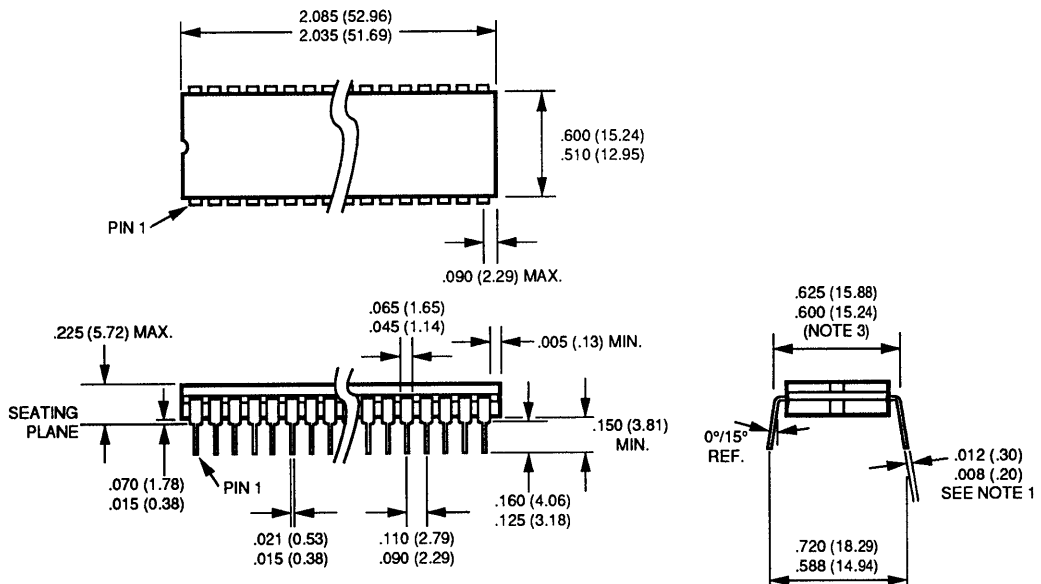 2.085 (52.96)
2.035 (51.69)
.600 (15.24)
.510 (12.95)
PIN 1
.090 (2.29) MAX.
.065 (1.65)
.045 (1.14)
.225 (5.72) MAX.
.005 (.13) MIN.
.625 (15.88)
.600 (15.24)
(NOTE 3)
SEATING
PLANE
.150 (3.81)
MIN.
0°/15°
REF.
.012 (.30)
.008 (.20)
SEE NOTE 1
.070 (1.78)
.015 (0.38)
PIN 1
.160 (4.06)
.125 (3.18)
.021 (0.53)
.015 (0.38)
.110 (2.79)
.090 (2.29)
.720 (18.29)
.588 (14.94)